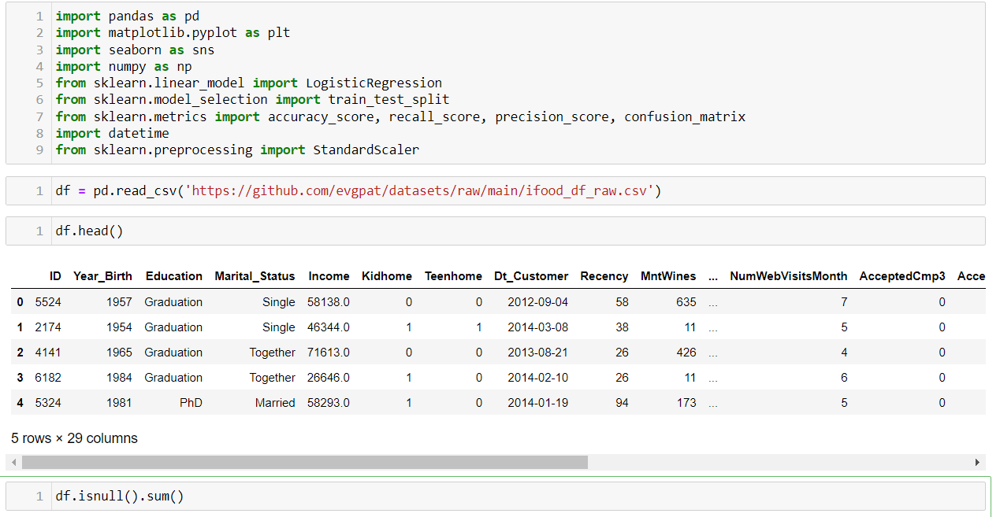 1 import pandas as pd
2 import matplotlib.pyplot as plt
3 import seaborn as sns
4 import numpy as np
5 from sklearn.linear_model import LogisticRegression
6 from sklearn.model_selection import train_test_split
7 from sklearn.metrics import accuracy_score, recall_score, precision_score, confusion_matrix
8 import datetime
9 from sklearn.preprocessing import StandardScaler
1 df = pd.read_csv('https://github.com/evgpat/datasets/raw/main/ifood_df_raw.csv')
1 df.head()
ID Year_Birth Education Marital_Status Income Kidhome Teenhome Dt_Customer Recency MntWines ... NumWebVisitsMonth AcceptedCmp3 Acce
0 5524 1957 Graduation Single 58138.0 0 0 2012-09-04 58 635 ... 7 0
1 2174 1954 Graduation Single 46344.0 1 1 2014-03-08 38 11 ... 5 0
2 4141 1965 Graduation Together 71613.0 0 0 2013-08-21 26 426 ... 4 0
3 6182 1984 Graduation Together 26646.0 1 0 2014-02-10 26 11 ... 6 0
4 5324 1981 PhD Married 58293.0 1 0 2014-01-19 94 173 ... 5 0
5 rows × 29 columns
1 df.isnull().sum()